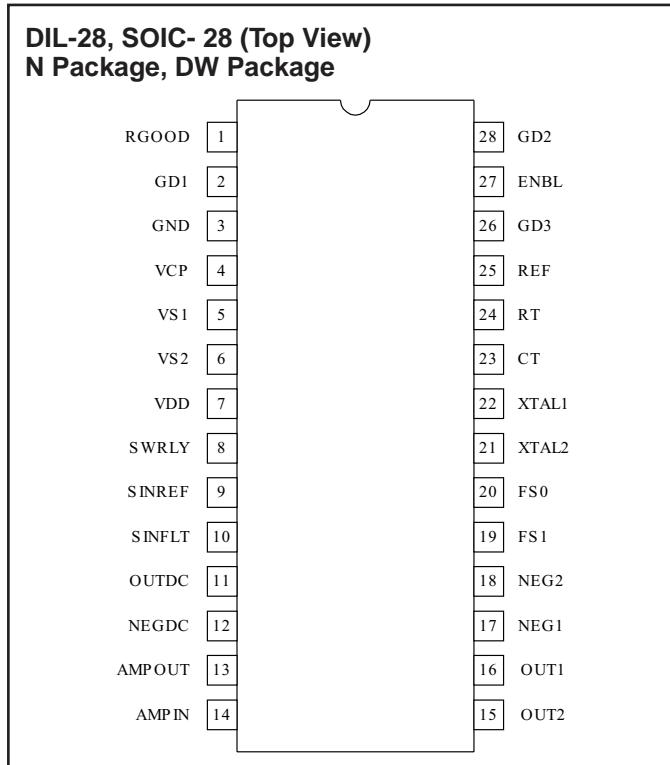 DIL-28, SOIC- 28 (Top View)
N Package, DW Package
RGOOD 1 28 GD2
GD1 2 27 ENBL
GND 3 26 GD3
VCP 4 25 REF
VS1 5 24 RT
VS2 6 23 CT
VDD 7 22 XTAL1
SWRLY 8 21 XTAL2
SINREF 9 20 FS0
SINFLT 10 19 FS1
OUTDC 11 18 NEG2
NEGDC 12 17 NEG1
AMPOUT 13 16 OUT1
AMPIN 14 15 OUT2